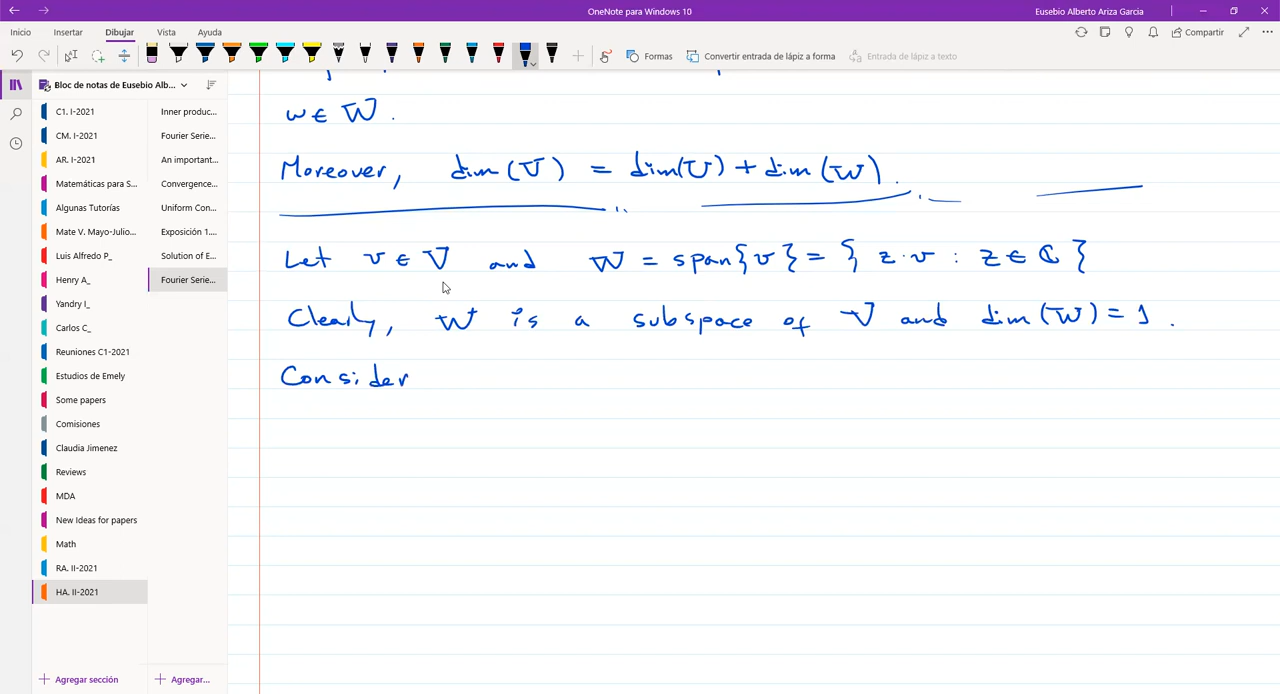 OneNote para Windows 10
Eusebio Alberto Ariza Garcia
Inicio Insertar Dibujar Vista Ayuda
Compartir
Formas Convertir entrada de lápiz a forma Entrada de lápiz a texto
Bloc de notas de Eusebio Alb...
C1. I-2021
CM. I-2021
AR. I-2021
Matemáticas para S...
Algunas Tutorías
Mate V. Mayo-Julio...
Luis Alfredo P_
Henry A_
Yandry I_
Carlos C_
Reuniones C1-2021
Estudios de Emely
Some papers
Comisiones
Claudia Jimenez
Reviews
MDA
New Ideas for papers
Math
RA. II-2021
HA. II-2021
Agregar sección
Inner produc...
Fourier Serie...
An important...
Convergence...
Uniform Con...
Exposición 1...
Solution of E...
Fourier Serie...
Agregar...
w ∈ W.
Moreover, dim(V) = dim(U) + dim(W).
Let v ∈ V and W = span{v} = { z·v : z ∈ ℂ }
Clearly, W is a subspace of V and dim(W) = 1.
Consider